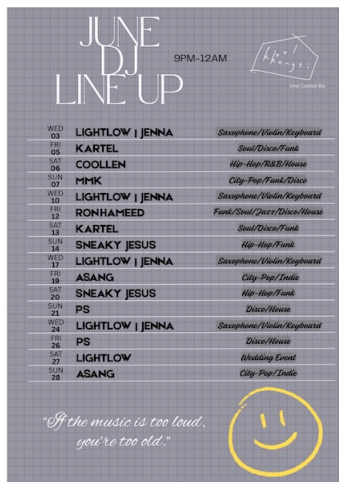 JUNE
DJ
LINE UP
9PM-12AM
Vinyl Cocktail Bar
WED 03 LIGHTLOW | JENNA Saxophone/Violin/Keyboard
FRI 05 KARTEL Soul/Disco/Funk
SAT 06 COOLLEN Hip-Hop/R&B/House
SUN 07 MMK City-Pop/Funk/Disco
WED 10 LIGHTLOW | JENNA Saxophone/Violin/Keyboard
FRI 12 RONHAMEED Funk/Soul/Jazz/Disco/House
SAT 13 KARTEL Soul/Disco/Funk
SUN 14 SNEAKY JESUS Hip-Hop/Funk
WED 17 LIGHTLOW | JENNA Saxophone/Violin/Keyboard
FRI 19 ASANG City-Pop/Indie
SAT 20 SNEAKY JESUS Hip-Hop/Funk
SUN 21 PS Disco/House
WED 24 LIGHTLOW | JENNA Saxophone/Violin/Keyboard
FRI 26 PS Disco/House
SAT 27 LIGHTLOW Wedding Event
SUN 28 ASANG City-Pop/Indie
"If the music is too loud,
you're too old."